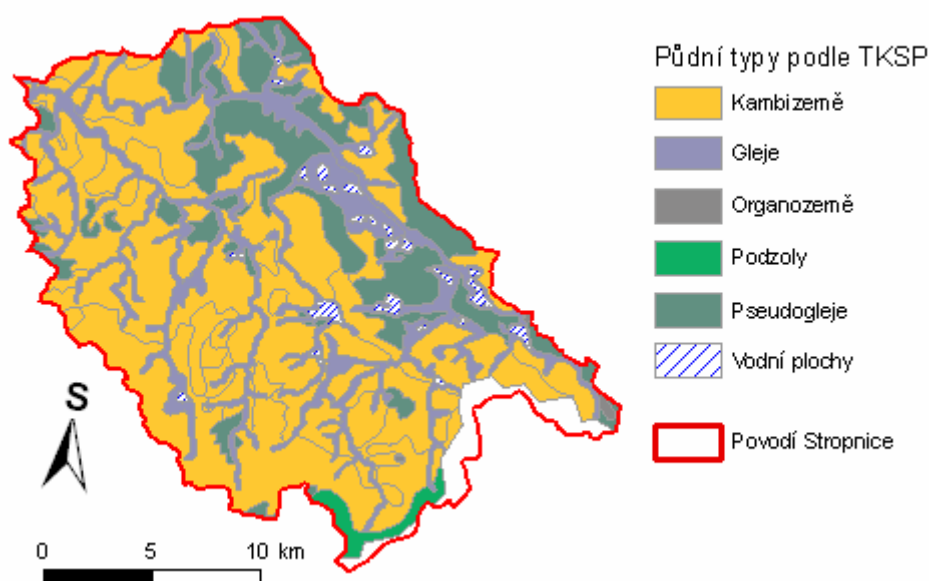 Půdní typy podle TKSP
Kambizemě
Gleje
Organozemě
Podzoly
Pseudogleje
Vodní plochy
Povodí Stropnice
S
0 5 10 km